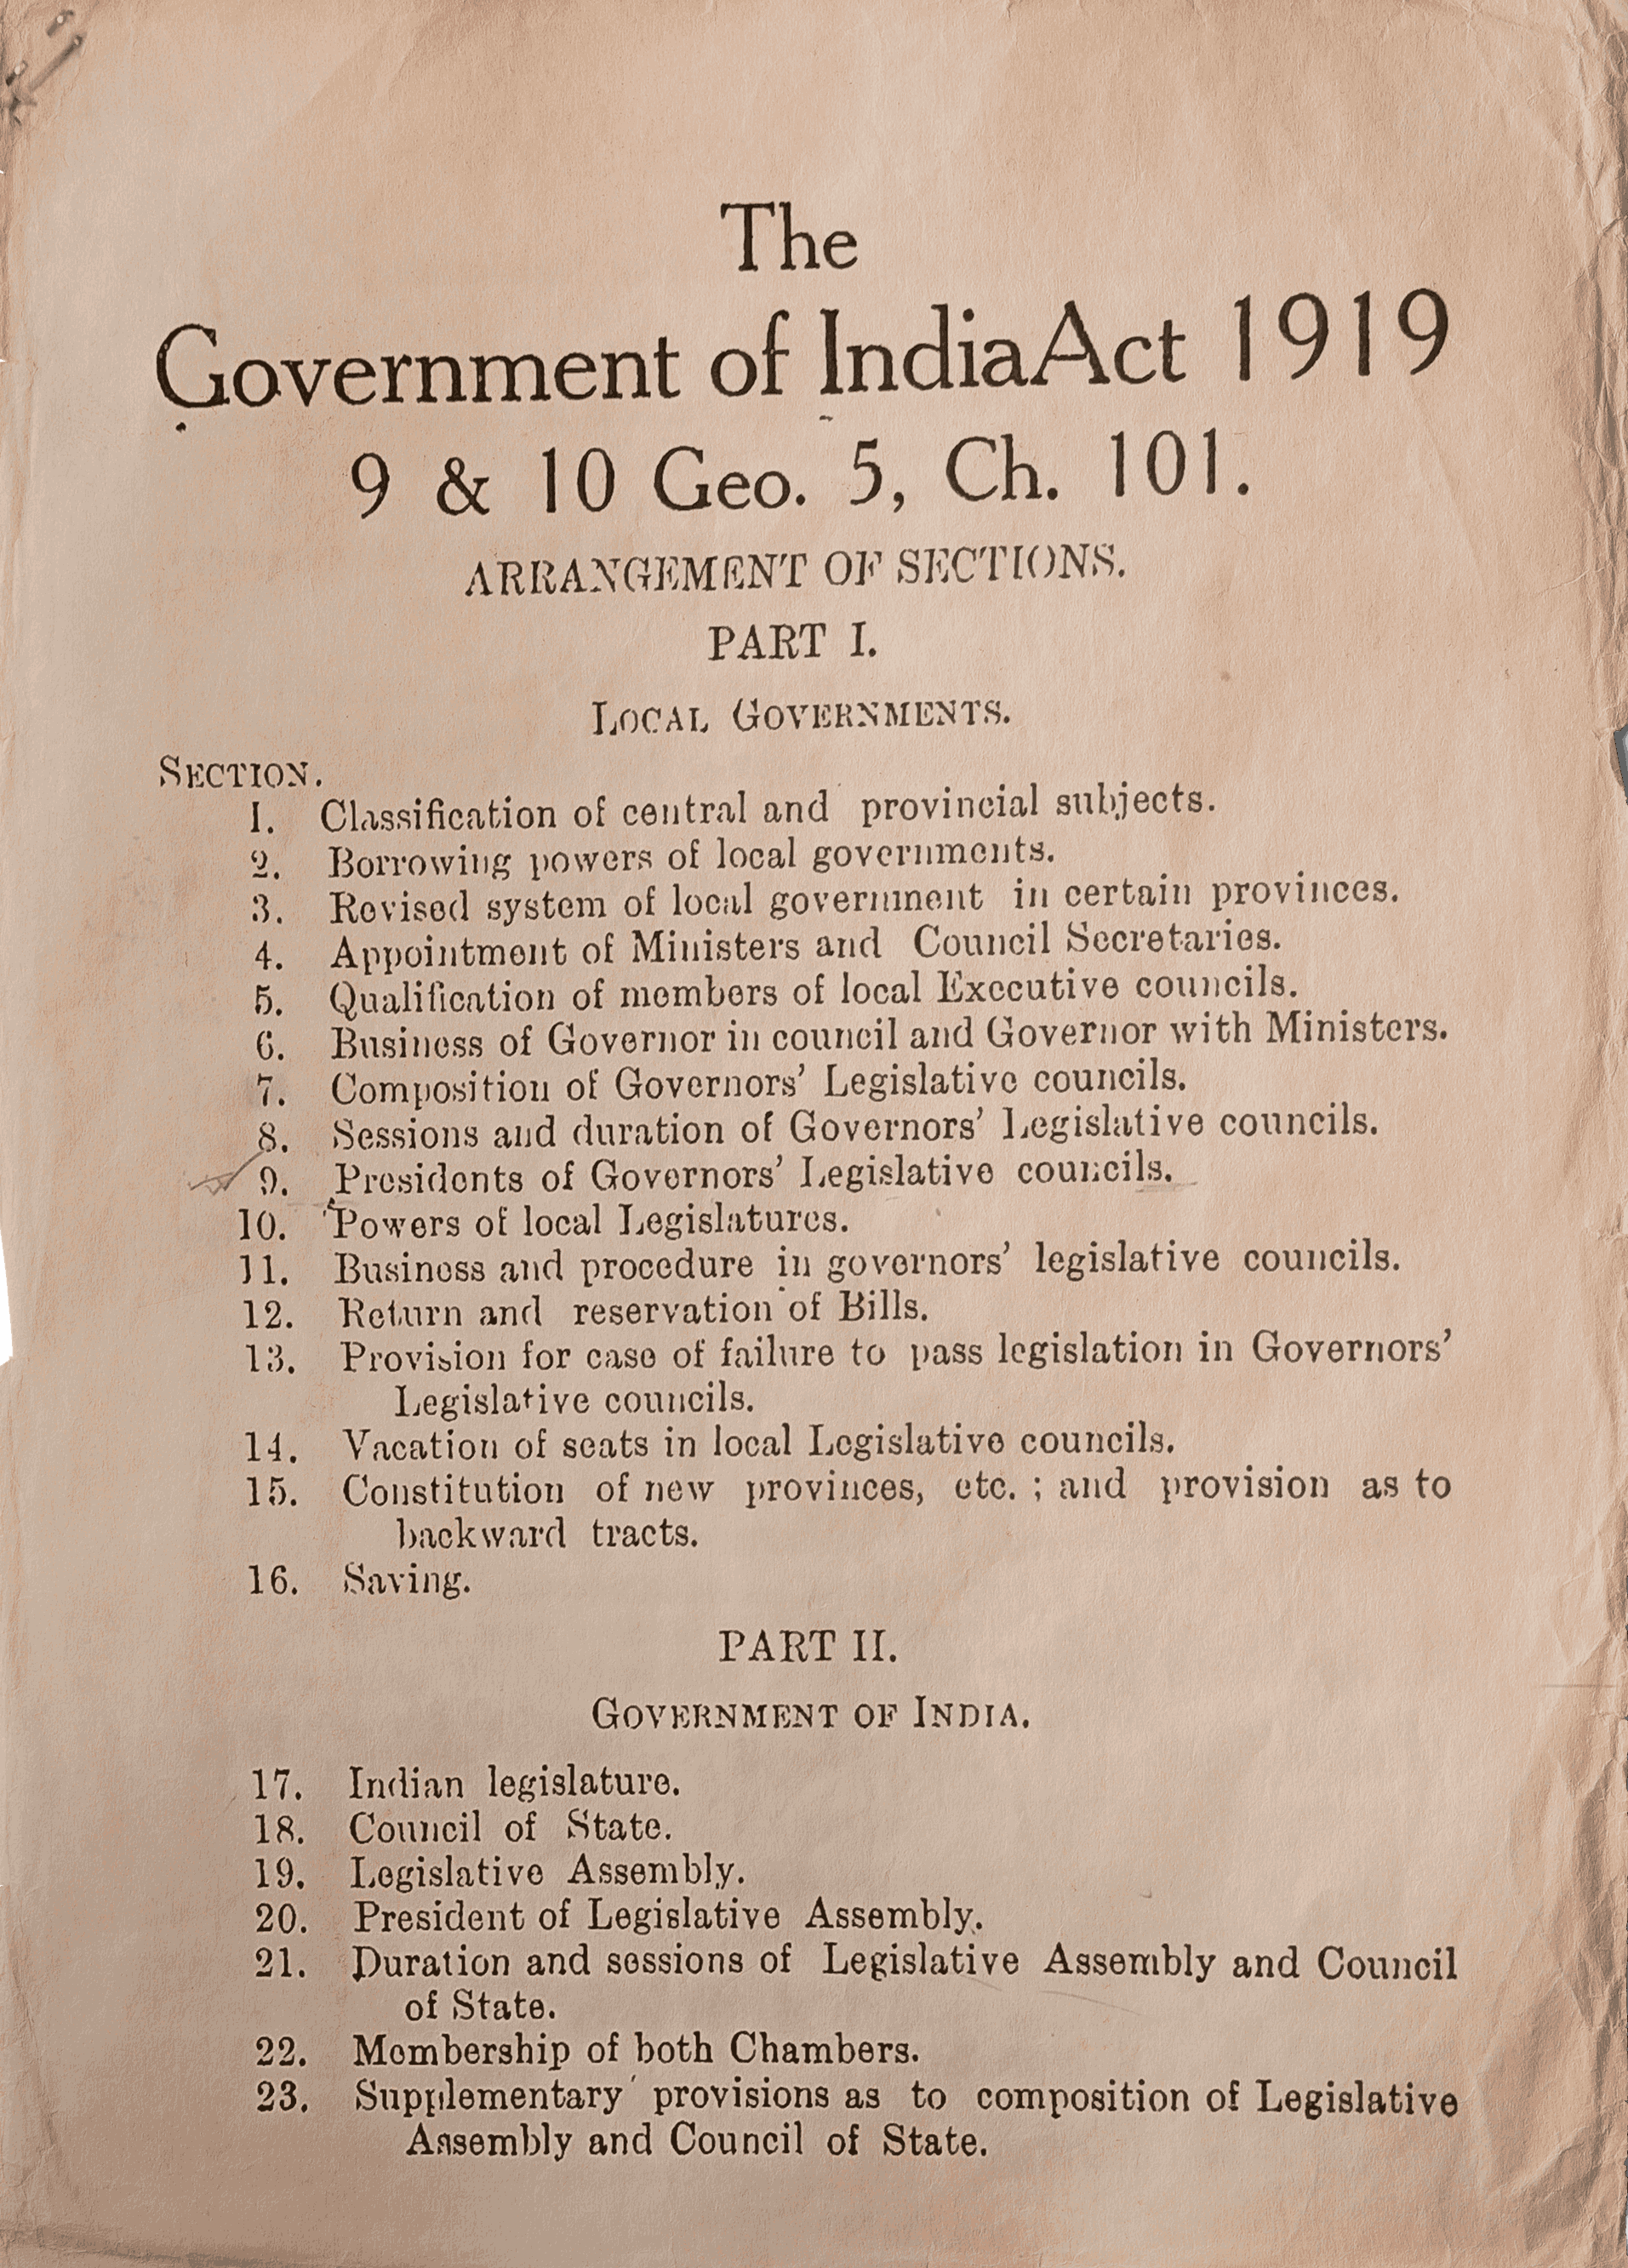 The
Government of India Act 1919
9 & 10 Geo. 5, Ch. 101.
ARRANGEMENT OF SECTIONS.
PART I.
LOCAL GOVERNMENTS.
SECTION.
1. Classification of central and provincial subjects.
2. Borrowing powers of local governments.
3. Revised system of local government in certain provinces.
4. Appointment of Ministers and Council Secretaries.
5. Qualification of members of local Executive councils.
6. Business of Governor in council and Governor with Ministers.
7. Composition of Governors' Legislative councils.
8. Sessions and duration of Governors' Legislative councils.
9. Presidents of Governors' Legislative councils.
10. Powers of local Legislatures.
11. Business and procedure in governors' legislative councils.
12. Return and reservation of Bills.
13. Provision for case of failure to pass legislation in Governors'
Legislative councils.
14. Vacation of seats in local Legislative councils.
15. Constitution of new provinces, etc. ; and provision as to
backward tracts.
16. Saving.
PART II.
GOVERNMENT OF INDIA.
17. Indian legislature.
18. Council of State.
19. Legislative Assembly.
20. President of Legislative Assembly.
21. Duration and sessions of Legislative Assembly and Council
of State.
22. Membership of both Chambers.
23. Supplementary provisions as to composition of Legislative
Assembly and Council of State.